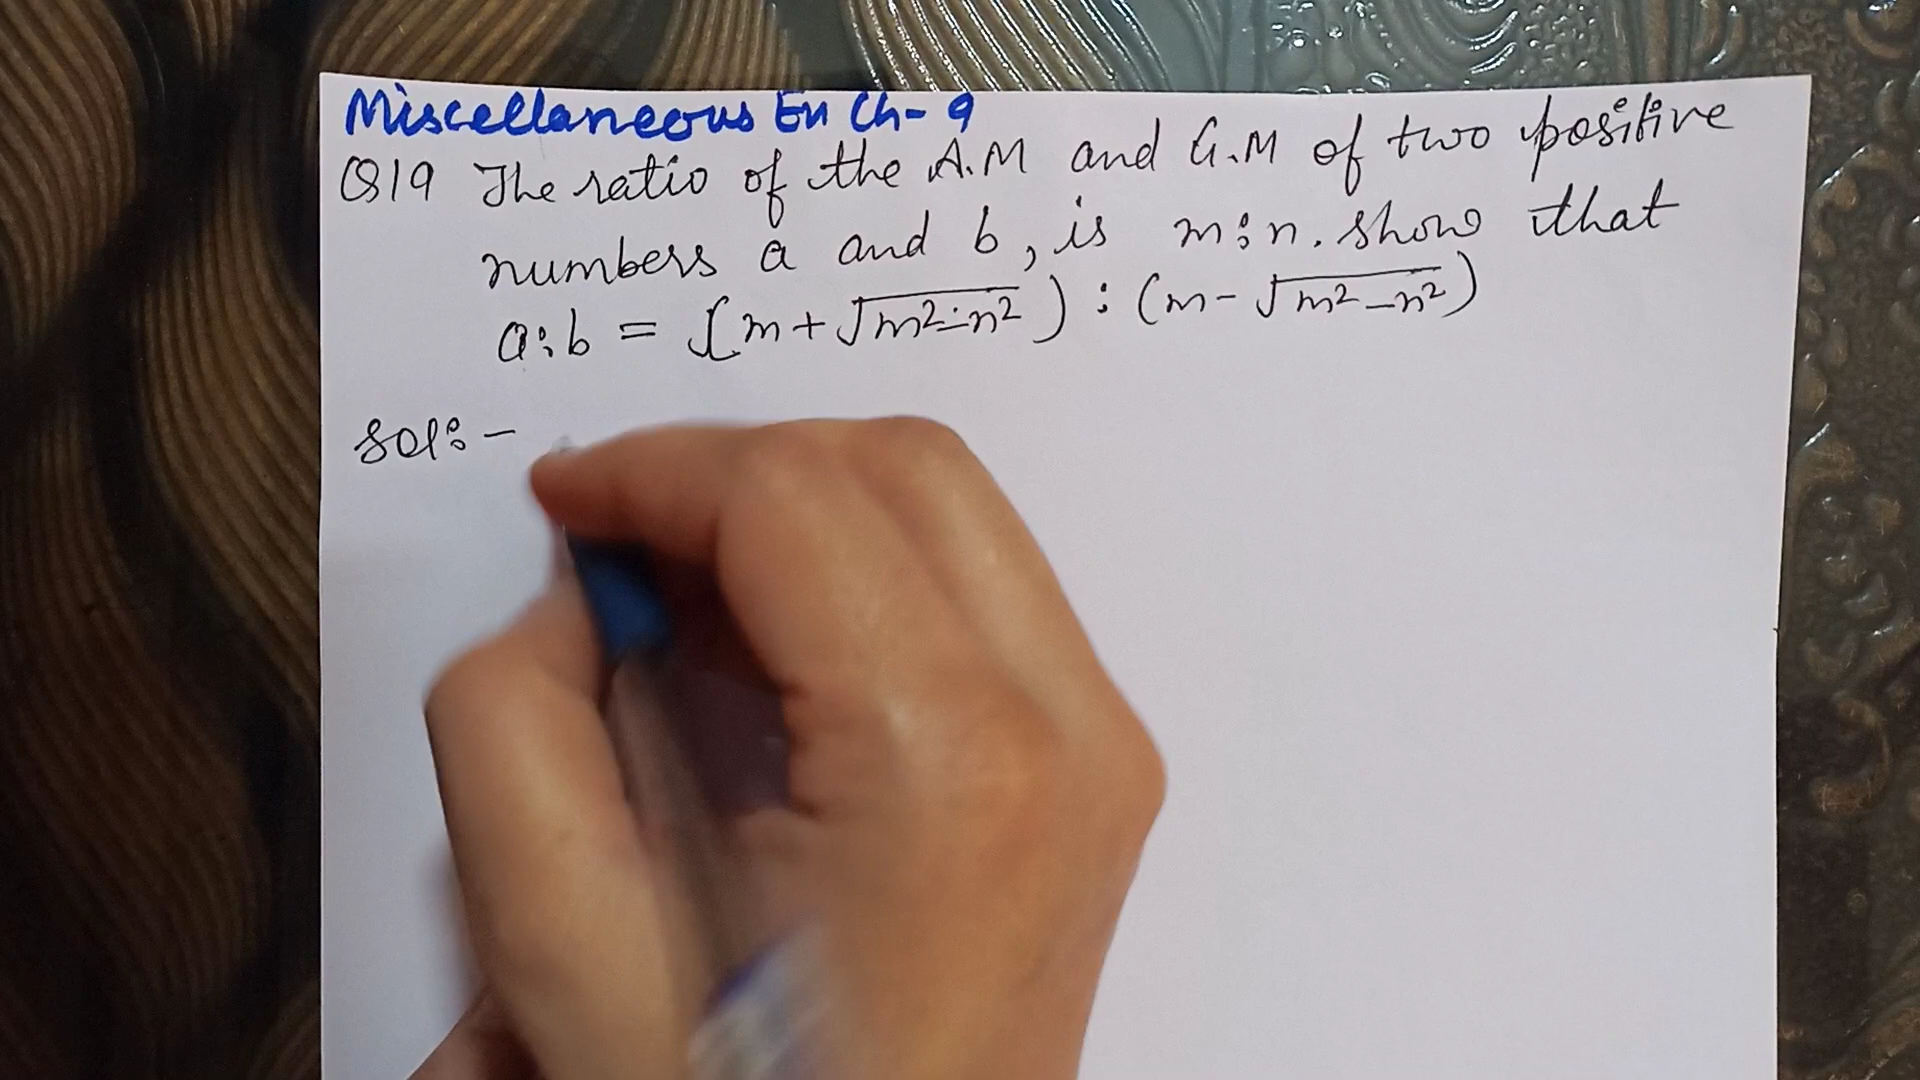 Miscellaneous Ex Ch-9
Q19 The ratio of the A.M and G.M of two positive
numbers a and b, is m:n. show that
a:b = (m+√m²-n²) : (m-√m²-n²)
Sol:-